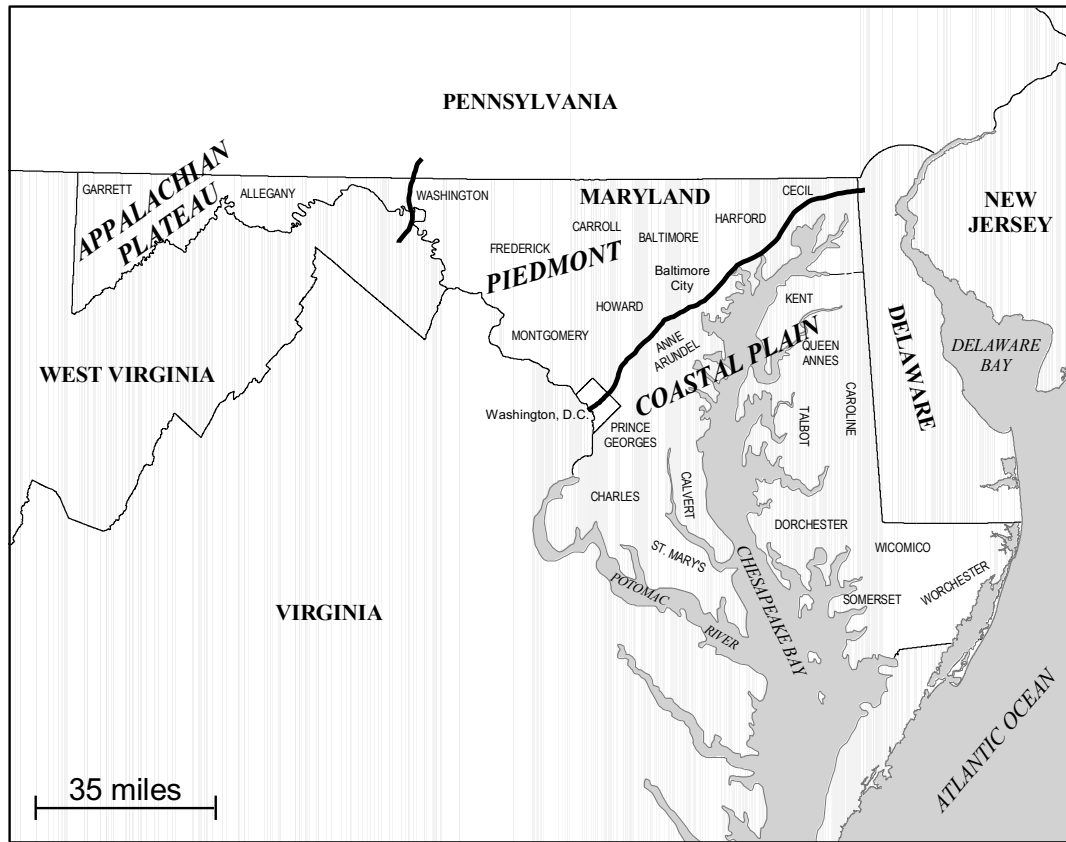 PENNSYLVANIA
GARRETT
APPALACHIAN
PLATEAU
ALLEGANY
WASHINGTON
MARYLAND
CECIL
NEW
JERSEY
HARFORD
CARROLL
BALTIMORE
FREDERICK
PIEDMONT
Baltimore
City
HOWARD
KENT
MONTGOMERY
ANNE
ARUNDEL
COASTAL PLAIN
QUEEN
ANNES
DELAWARE
DELAWARE
BAY
WEST VIRGINIA
Washington, D.C.
PRINCE
GEORGES
TALBOT
CAROLINE
CHARLES
CALVERT
ST. MARY'S
DORCHESTER
WICOMICO
CHESAPEAKE BAY
SOMERSET
WORCHESTER
POTOMAC
RIVER
VIRGINIA
ATLANTIC OCEAN
35 miles